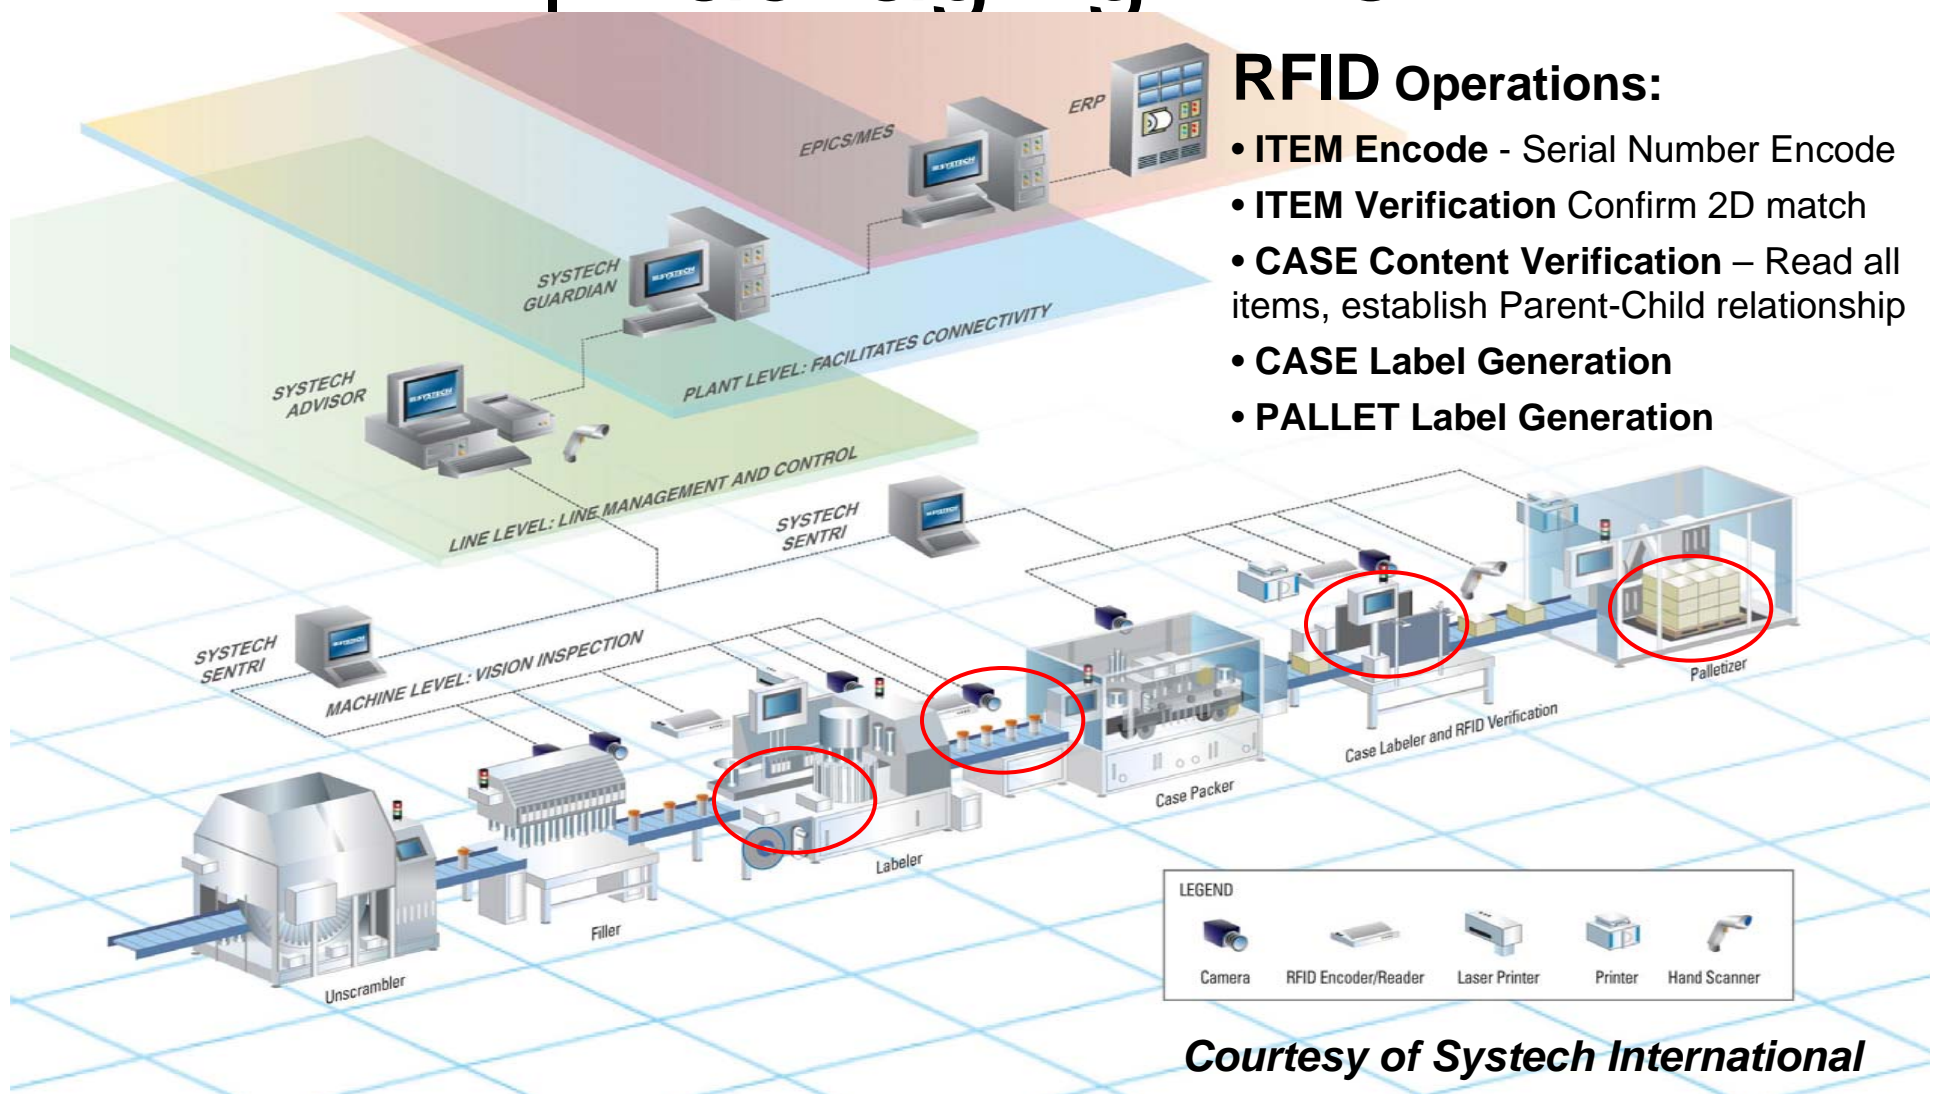 RFID Operations:
• ITEM Encode - Serial Number Encode
• ITEM Verification Confirm 2D match
• CASE Content Verification – Read all
items, establish Parent-Child relationship
• CASE Label Generation
• PALLET Label Generation
ERP
EPICS/MES
SYSTECH
GUARDIAN
SYSTECH
PLANT LEVEL: FACILITATES CONNECTIVITY
SYSTECH
ADVISOR
SYSTECH
LINE LEVEL: LINE MANAGEMENT AND CONTROL
SYSTECH
SENTRI
SYSTECH
SENTRI
MACHINE LEVEL: VISION INSPECTION
Palletizer
Case Labeler and RFID Verification
Case Packer
Labeler
Filler
Unscrambler
LEGEND
Camera
RFID Encoder/Reader
Laser Printer
Printer
Hand Scanner
Courtesy of Systech International